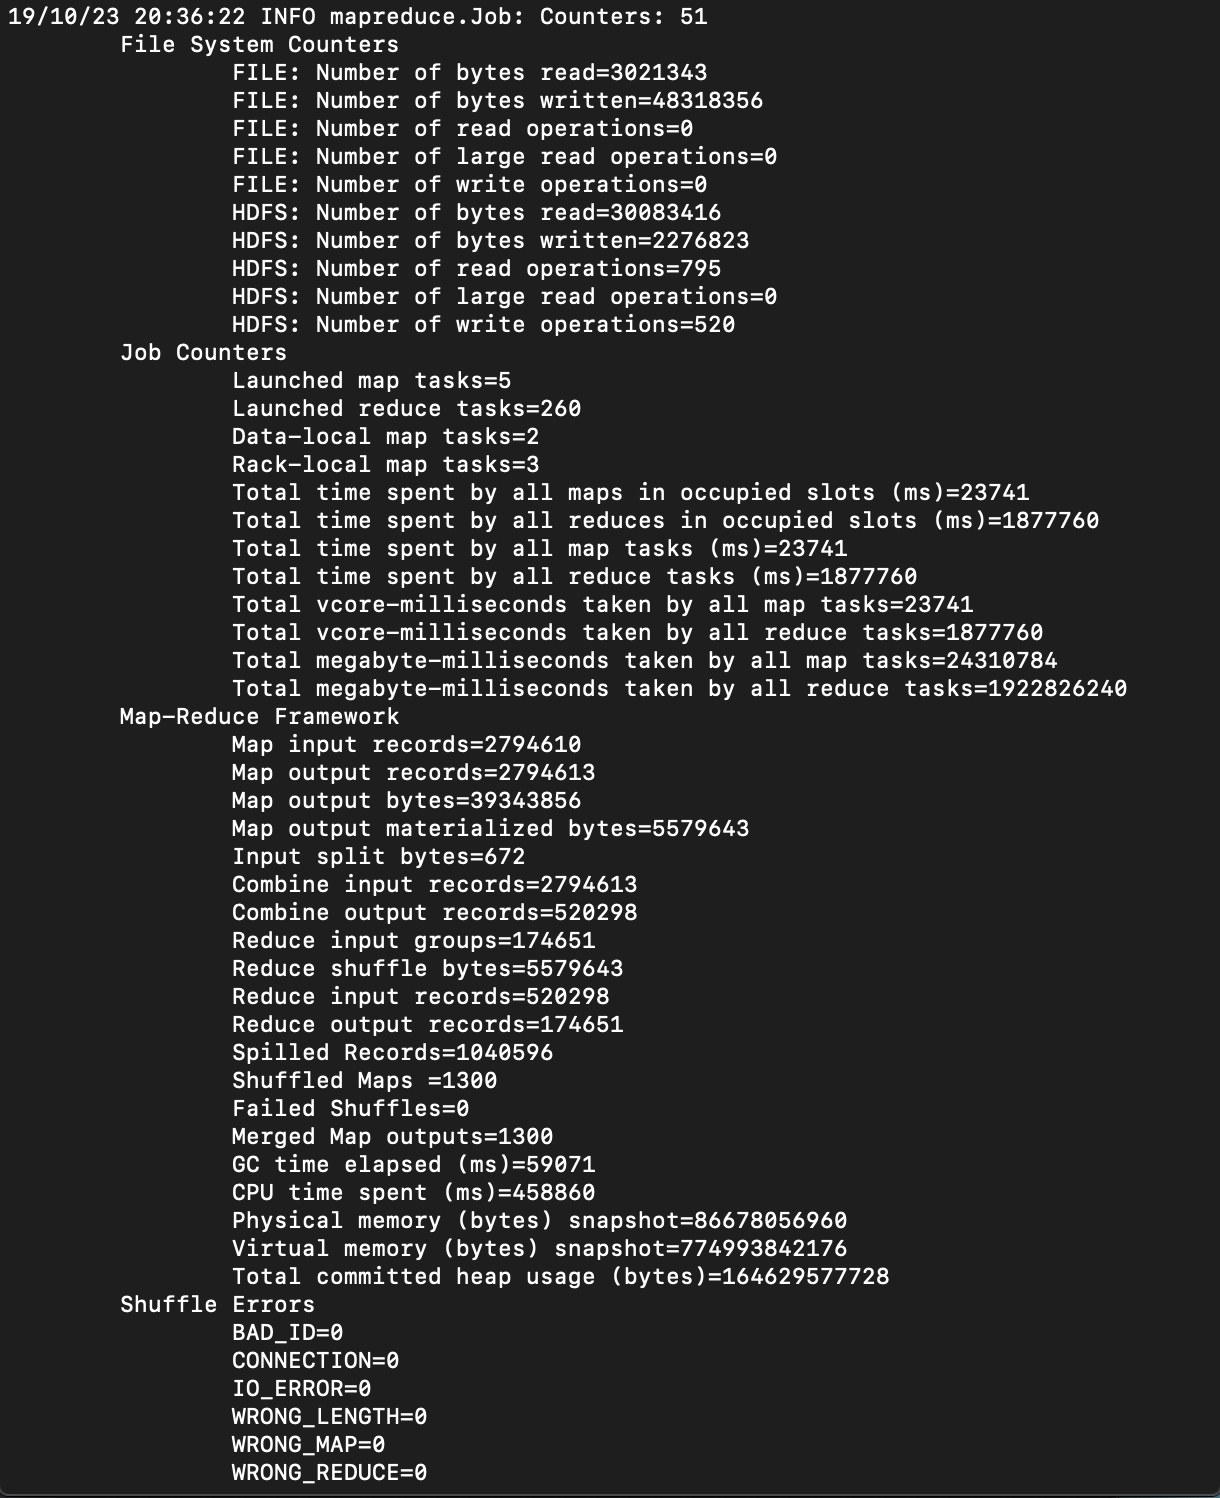 19/10/23 20:36:22 INFO mapreduce.Job: Counters: 51
File System Counters
FILE: Number of bytes read=3021343
FILE: Number of bytes written=48318356
FILE: Number of read operations=0
FILE: Number of large read operations=0
FILE: Number of write operations=0
HDFS: Number of bytes read=30083416
HDFS: Number of bytes written=2276823
HDFS: Number of read operations=795
HDFS: Number of large read operations=0
HDFS: Number of write operations=520
Job Counters
Launched map tasks=5
Launched reduce tasks=260
Data-local map tasks=2
Rack-local map tasks=3
Total time spent by all maps in occupied slots (ms)=23741
Total time spent by all reduces in occupied slots (ms)=1877760
Total time spent by all map tasks (ms)=23741
Total time spent by all reduce tasks (ms)=1877760
Total vcore-milliseconds taken by all map tasks=23741
Total vcore-milliseconds taken by all reduce tasks=1877760
Total megabyte-milliseconds taken by all map tasks=24310784
Total megabyte-milliseconds taken by all reduce tasks=1922826240
Map-Reduce Framework
Map input records=2794610
Map output records=2794613
Map output bytes=39343856
Map output materialized bytes=5579643
Input split bytes=672
Combine input records=2794613
Combine output records=520298
Reduce input groups=174651
Reduce shuffle bytes=5579643
Reduce input records=520298
Reduce output records=174651
Spilled Records=1040596
Shuffled Maps =1300
Failed Shuffles=0
Merged Map outputs=1300
GC time elapsed (ms)=59071
CPU time spent (ms)=458860
Physical memory (bytes) snapshot=86678056960
Virtual memory (bytes) snapshot=774993842176
Total committed heap usage (bytes)=164629577728
Shuffle Errors
BAD_ID=0
CONNECTION=0
IO_ERROR=0
WRONG_LENGTH=0
WRONG_MAP=0
WRONG_REDUCE=0